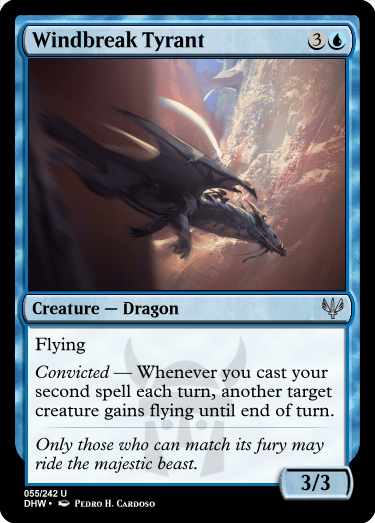 Windbreak Tyrant 3
Creature — Dragon
Flying
Convicted — Whenever you cast your
second spell each turn, another target
creature gains flying until end of turn.
Only those who can match its fury may
ride the majestic beast.
3/3
055/242 U
DHW • Pedro H. Cardoso